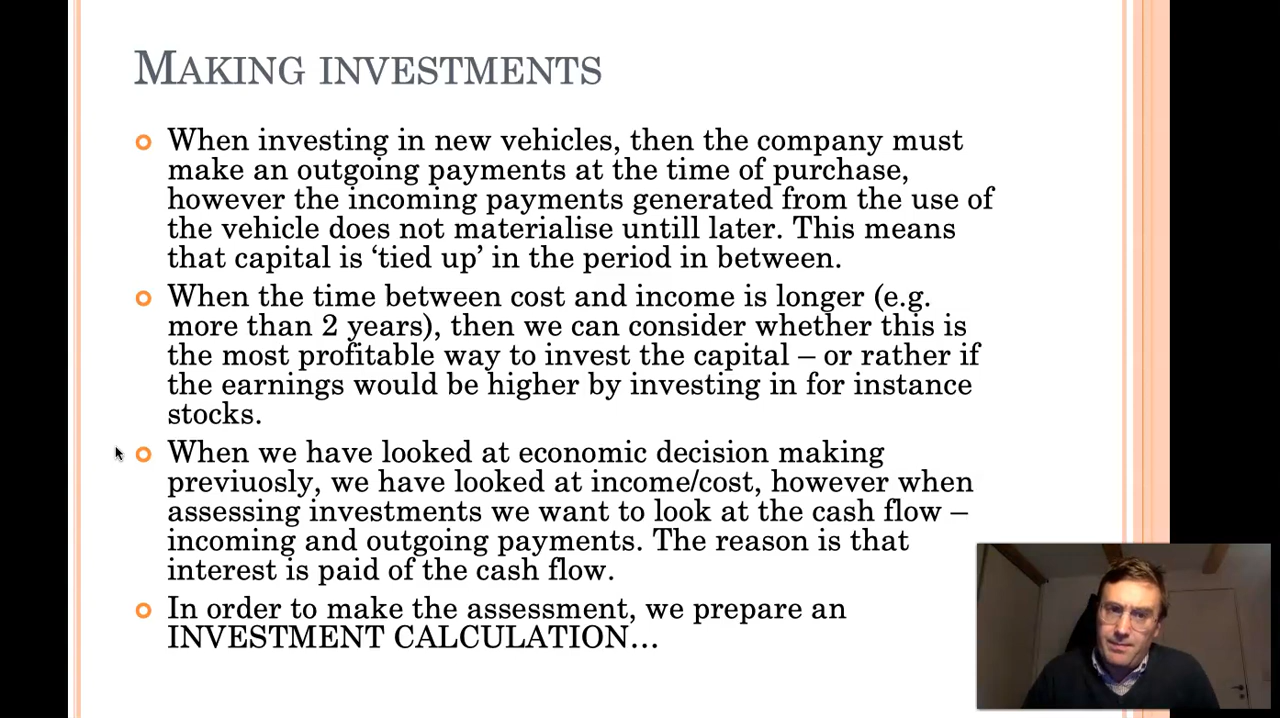 MAKING INVESTMENTS
When investing in new vehicles, then the company must
make an outgoing payments at the time of purchase,
however the incoming payments generated from the use of
the vehicle does not materialise untill later. This means
that capital is ‘tied up’ in the period in between.
When the time between cost and income is longer (e.g.
more than 2 years), then we can consider whether this is
the most profitable way to invest the capital – or rather if
the earnings would be higher by investing in for instance
stocks.
When we have looked at economic decision making
previuosly, we have looked at income/cost, however when
assessing investments we want to look at the cash flow –
incoming and outgoing payments. The reason is that
interest is paid of the cash flow.
In order to make the assessment, we prepare an
INVESTMENT CALCULATION…